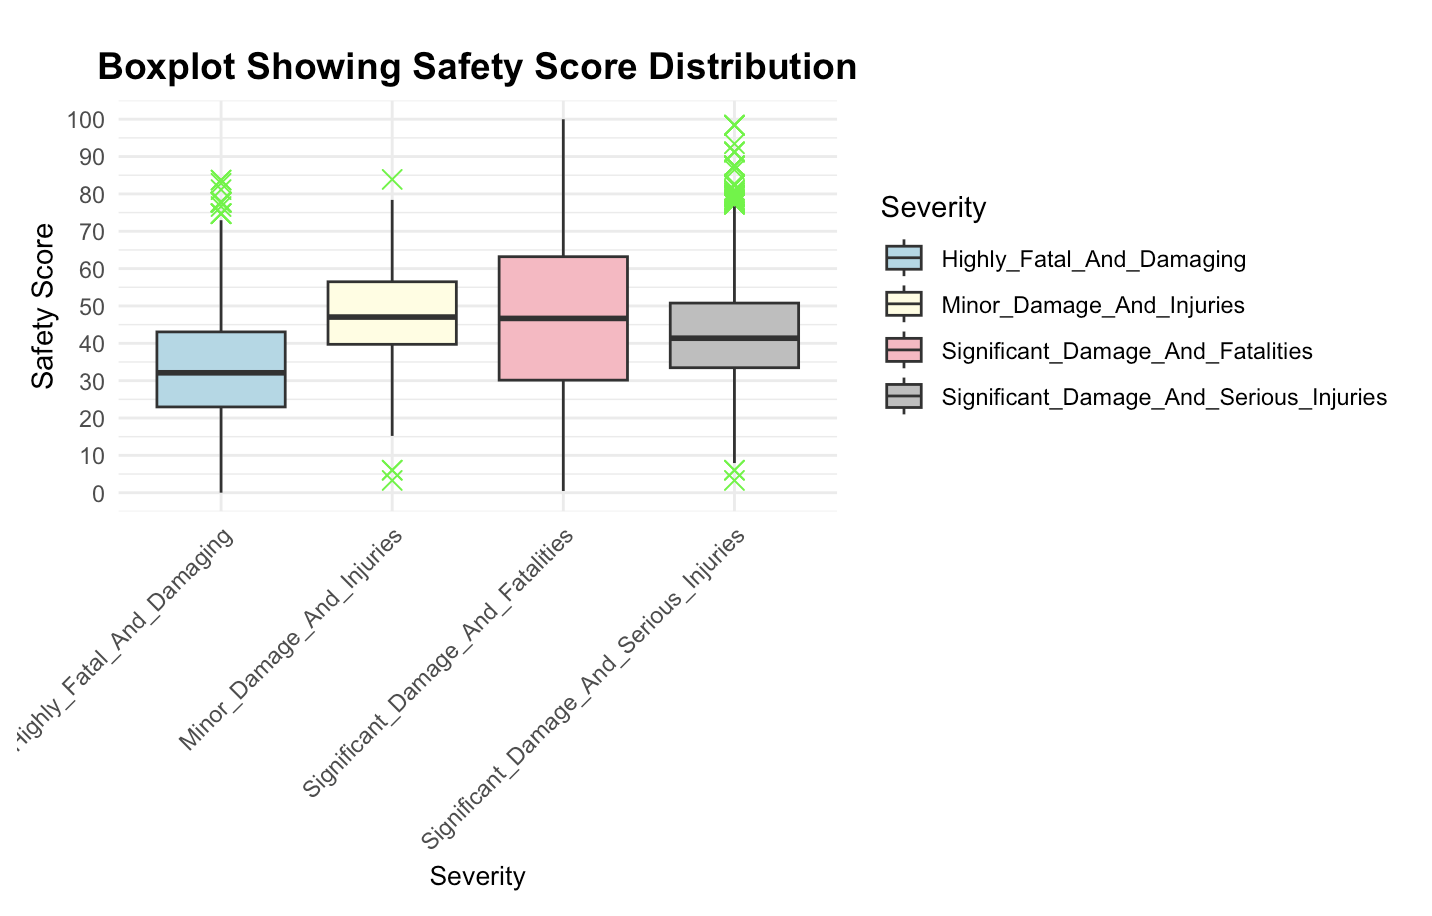 Boxplot Showing Safety Score Distribution
Safety Score
100
90
80
70
60
50
40
30
20
10
0
Highly_Fatal_And_Damaging
Minor_Damage_And_Injuries
Significant_Damage_And_Fatalities
Significant_Damage_And_Serious_Injuries
Severity
Severity
Highly_Fatal_And_Damaging
Minor_Damage_And_Injuries
Significant_Damage_And_Fatalities
Significant_Damage_And_Serious_Injuries